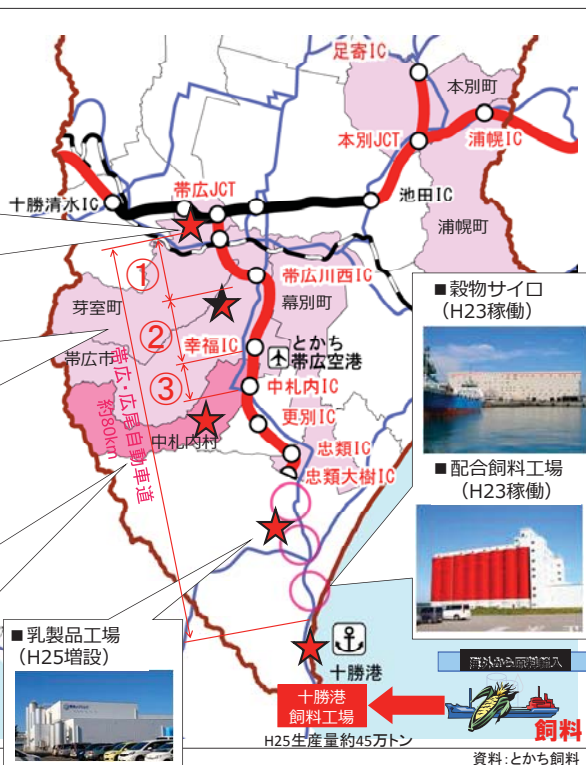 足寄IC
本別町
本別JCT
浦幌IC
帯広JCT
十勝清水IC
池田IC
浦幌町
①
帯広川西IC
芽室町
幕別町
②
幸福IC
とかち
帯広空港
帯広市
③
中札内IC
更別IC
中札内村
忠類IC
忠類大樹IC
帯広・広尾自動車道
約80km
■穀物サイロ
(H23稼働)
■配合飼料工場
(H23稼働)
■乳製品工場
(H25増設)
十勝港
十勝港
飼料工場
H25生産量約45万トン
海外から原料輸入
飼料
資料:とかち飼料